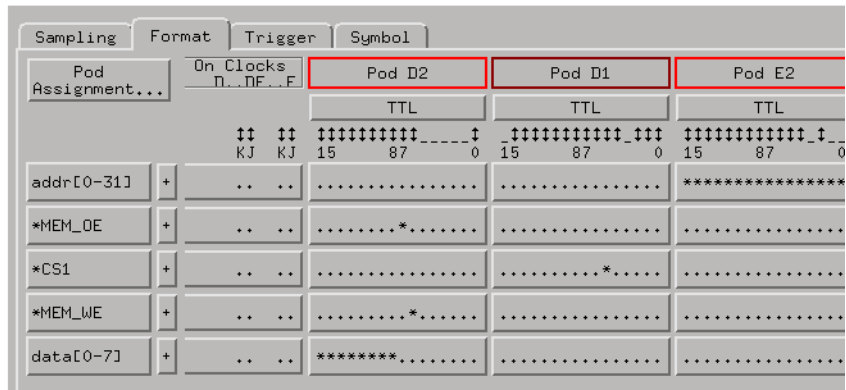 Sampling Format Trigger Symbol
Pod Assignment... On Clocks Pod D2 Pod D1 Pod E2
TTL TTL TTL
KJ KJ 15 87 0 15 87 0 15 87 0
addr[0-31] + .. .. ................ ................ ****************
*MEM_OE + .. .. ........*....... ................ ................
*CS1 + .. .. ................ ..........*..... ................
*MEM_WE + .. .. .........*...... ................ ................
data[0-7] + .. .. ********........ ................ ................